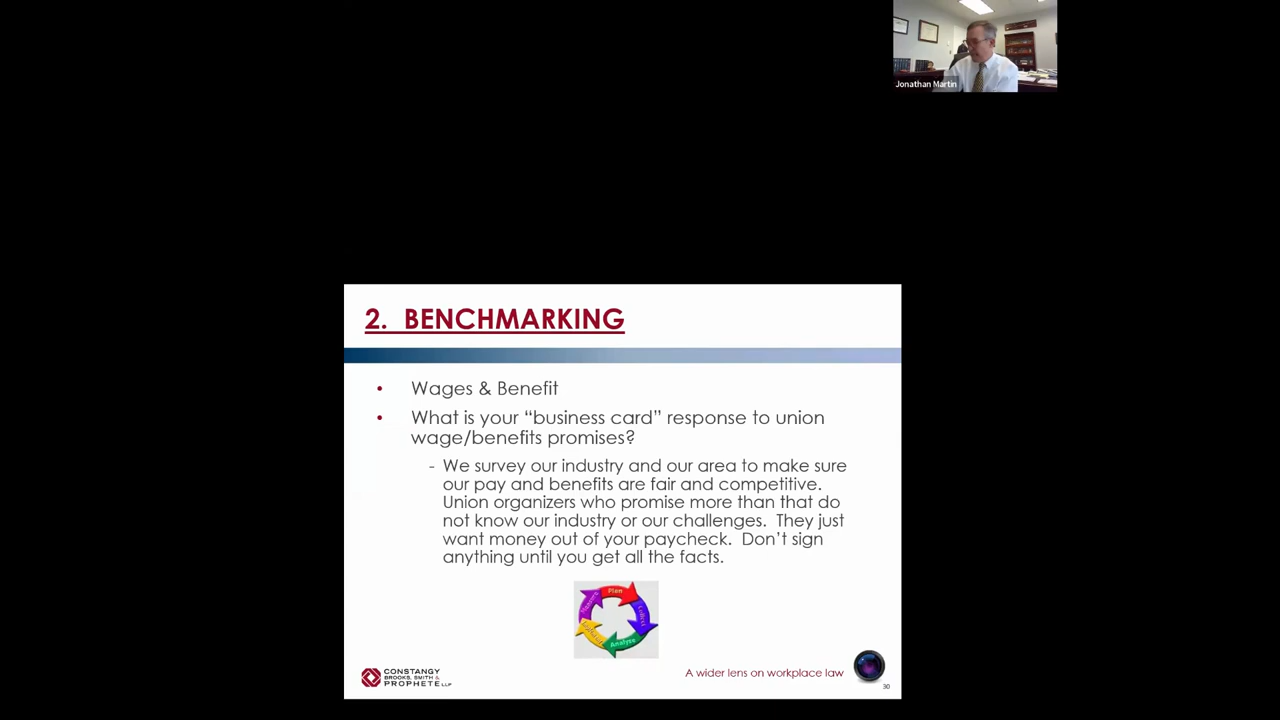 Jonathan Martin
2. BENCHMARKING
• Wages & Benefit
• What is your “business card” response to union
wage/benefits promises?
- We survey our industry and our area to make sure
our pay and benefits are fair and competitive.
Union organizers who promise more than that do
not know our industry or our challenges. They just
want money out of your paycheck. Don’t sign
anything until you get all the facts.
Plan
Analyze
CONSTANGY
BROOKS, SMITH &
PROPHETE LLP
A wider lens on workplace law
30